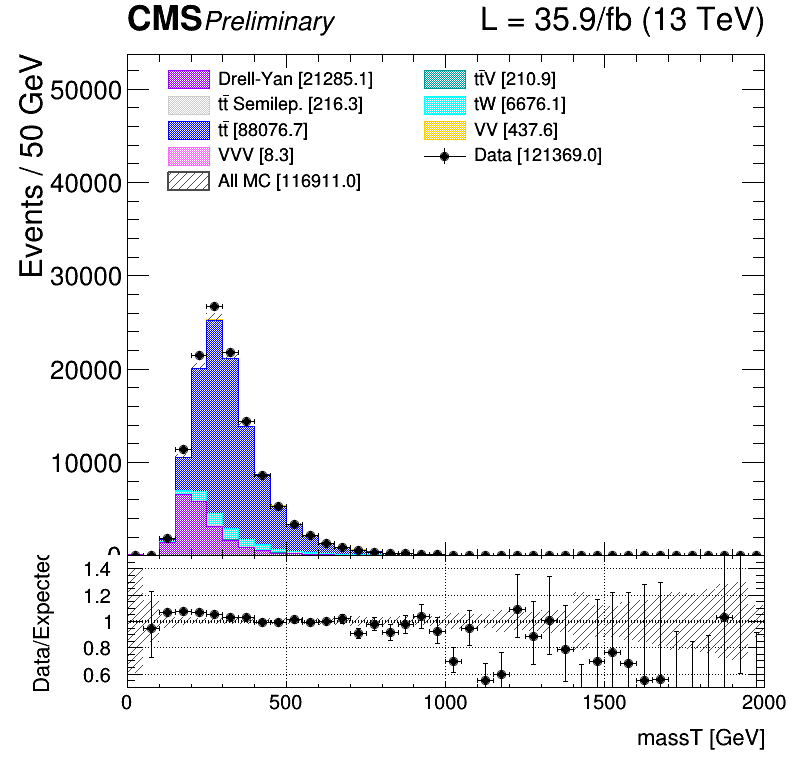 CMS Preliminary L = 35.9/fb (13 TeV)
Events / 50 GeV
50000
40000
30000
20000
10000
0
Drell-Yan [21285.1]
tt̄ Semilep. [216.3]
tt̄ [88076.7]
VVV [8.3]
All MC [116911.0]
tt̄V [210.9]
tW [6676.1]
VV [437.6]
Data [121369.0]
Data/Expected
1.4
1.2
1
0.8
0.6
0 500 1000 1500 2000
massT [GeV]